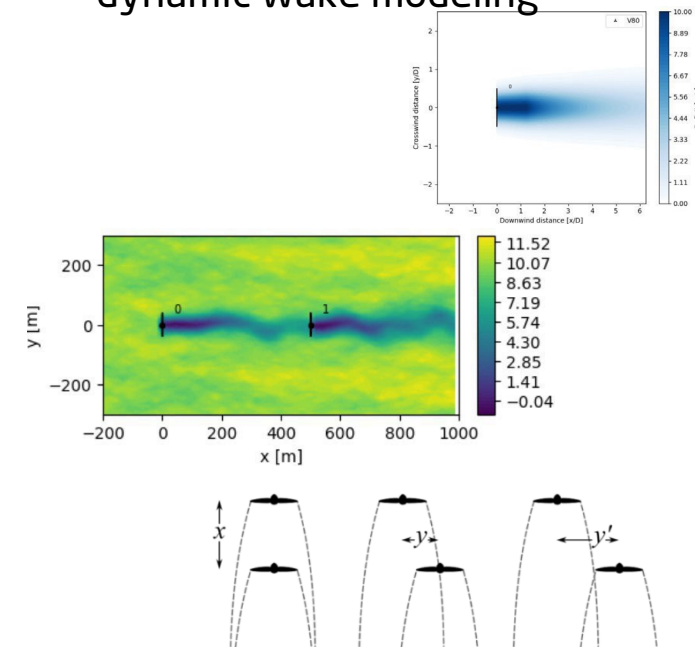 dynamic wake modeling
V80
10.00
8.89
7.78
6.67
5.56
4.44
3.33
2.22
1.11
0.00
2
1
0
−1
−2
Crosswind distance [y/D]
0
−2 −1 0 1 2 3 4 5 6
Downwind distance [x/D]
200
0
−200
y [m]
0 1
−200 0 200 400 600 800 1000
x [m]
11.52
10.07
8.63
7.19
5.74
4.30
2.85
1.41
−0.04
x
y
y′